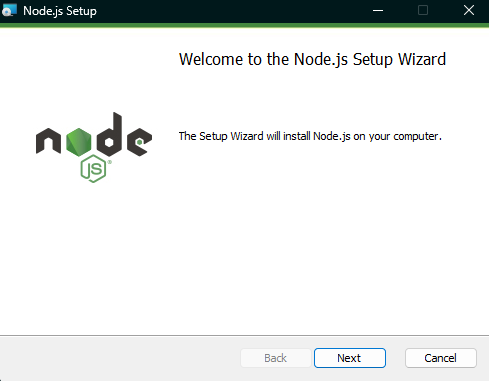 Node.js Setup
Welcome to the Node.js Setup Wizard
The Setup Wizard will install Node.js on your computer.
node
JS®
Back
Next
Cancel